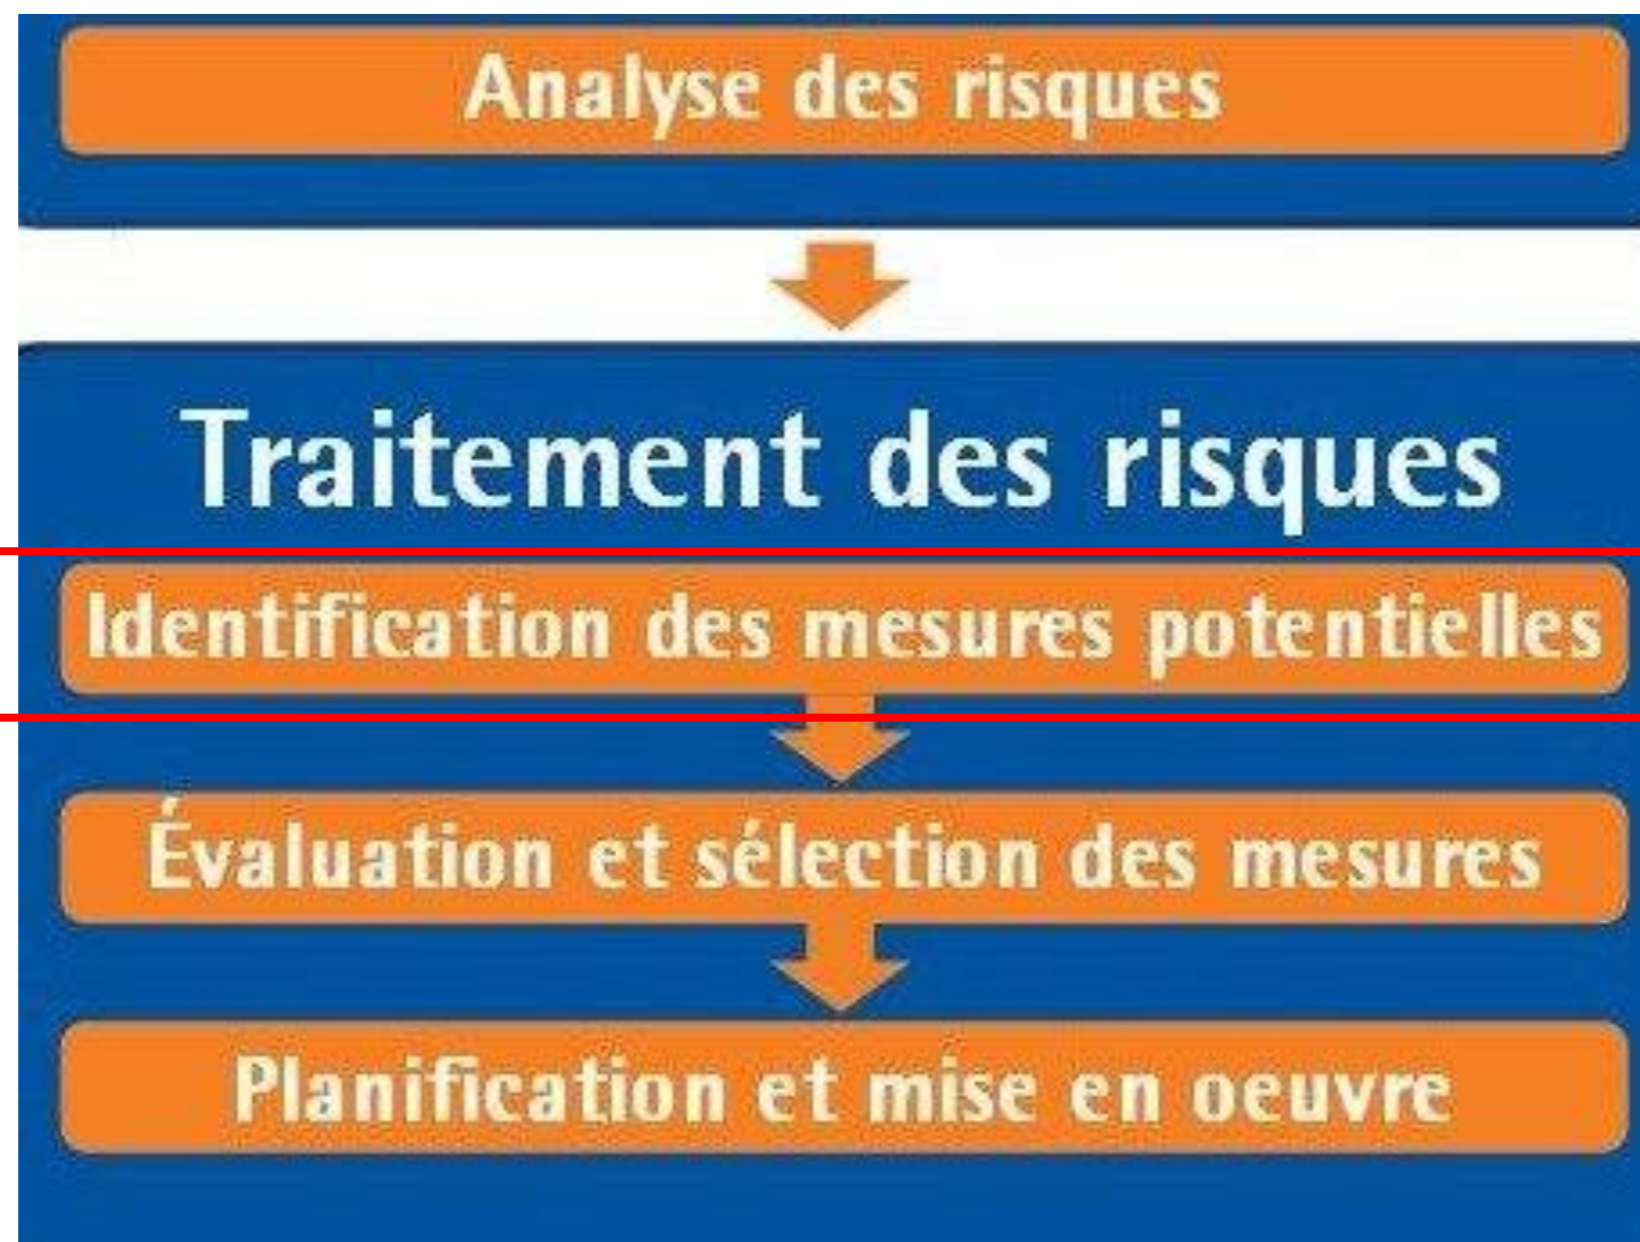 Analyse des risques
Traitement des risques
Identification des mesures potentielles
Évaluation et sélection des mesures
Planification et mise en oeuvre